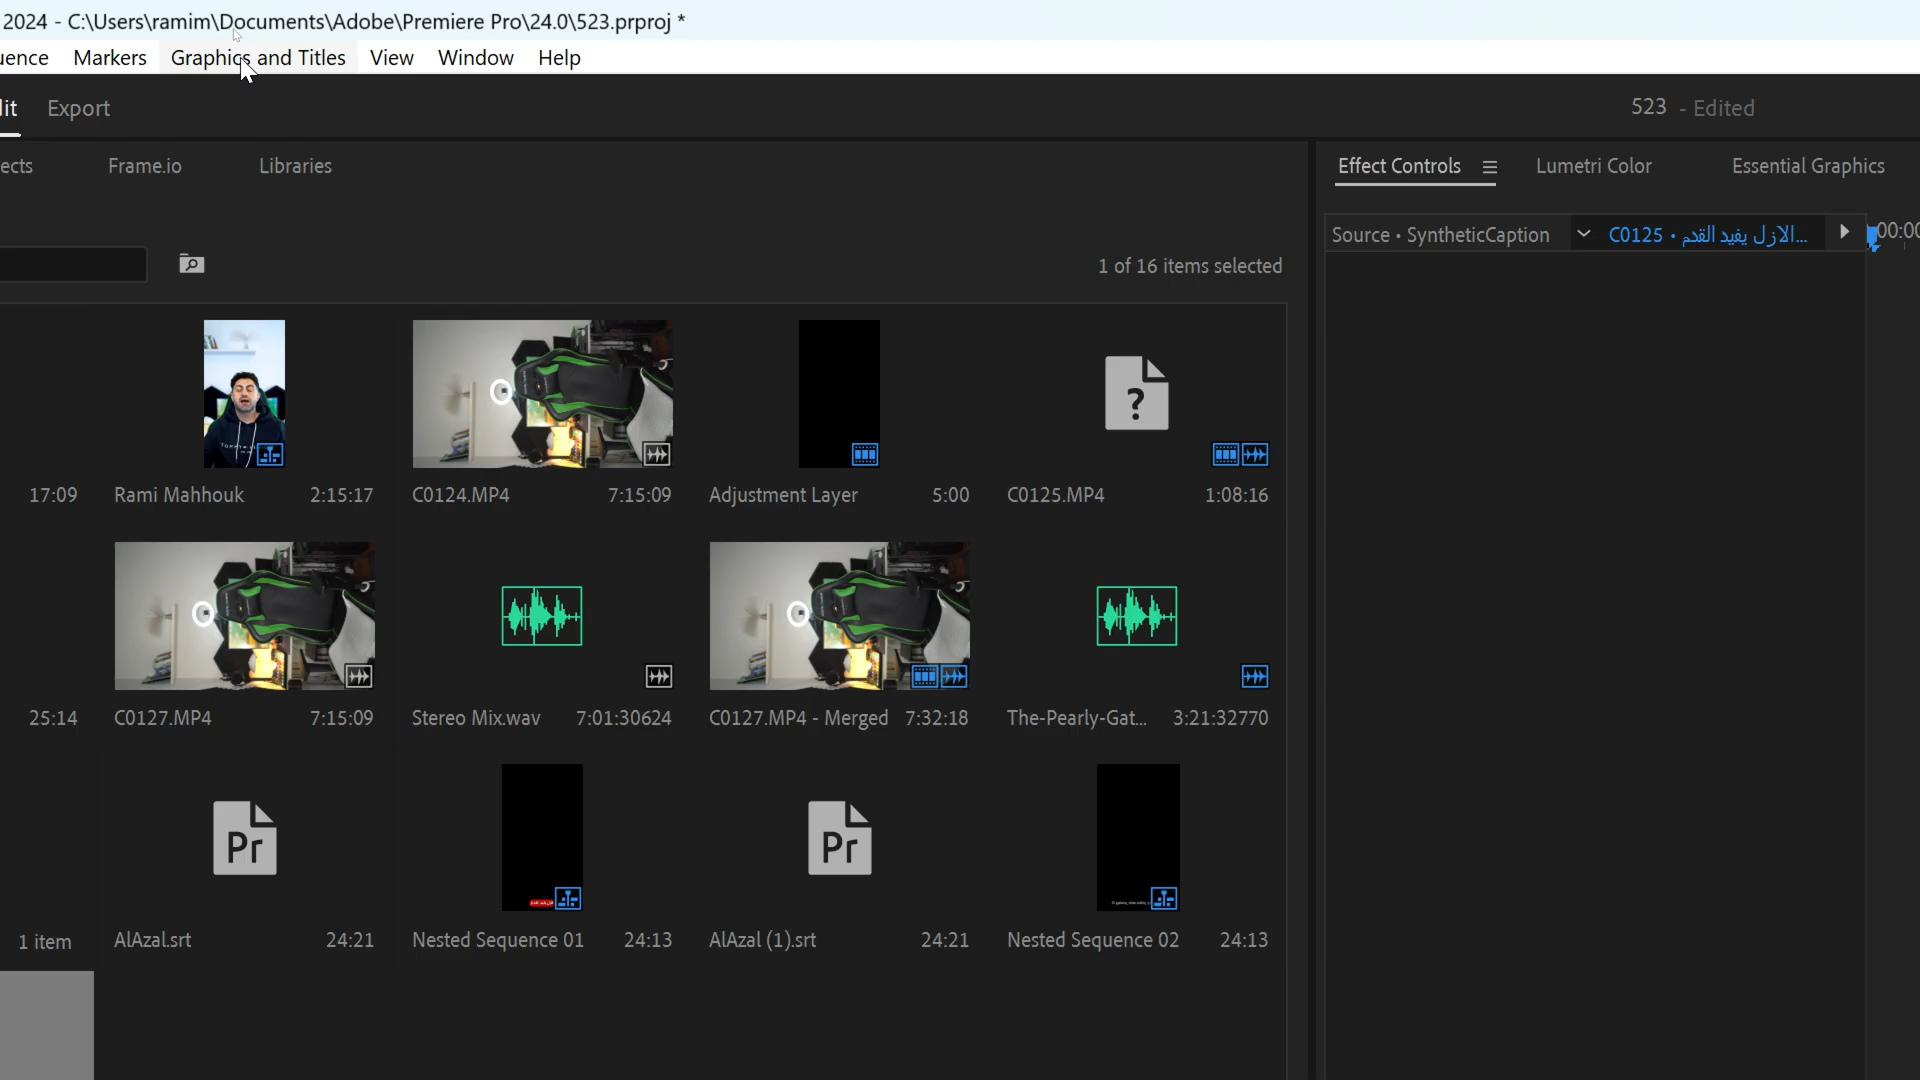 2024 - C:\Users\ramim\Documents\Adobe\Premiere Pro\24.0\523.prproj *
uence Markers Graphics and Titles View Window Help
dit Export 523 - Edited
ects Frame.io Libraries
Effect Controls Lumetri Color Essential Graphics
Source • SyntheticCaption C0125 • الازل يفيد القدم... 00:00
1 of 16 items selected
?
17:09 Rami Mahhouk 2:15:17 C0124.MP4 7:15:09 Adjustment Layer 5:00 C0125.MP4 1:08:16
25:14 C0127.MP4 7:15:09 Stereo Mix.wav 7:01:30624 C0127.MP4 - Merged 7:32:18 The-Pearly-Gat... 3:21:32770
Pr Pr
1 item AlAzal.srt 24:21 Nested Sequence 01 24:13 AlAzal (1).srt 24:21 Nested Sequence 02 24:13